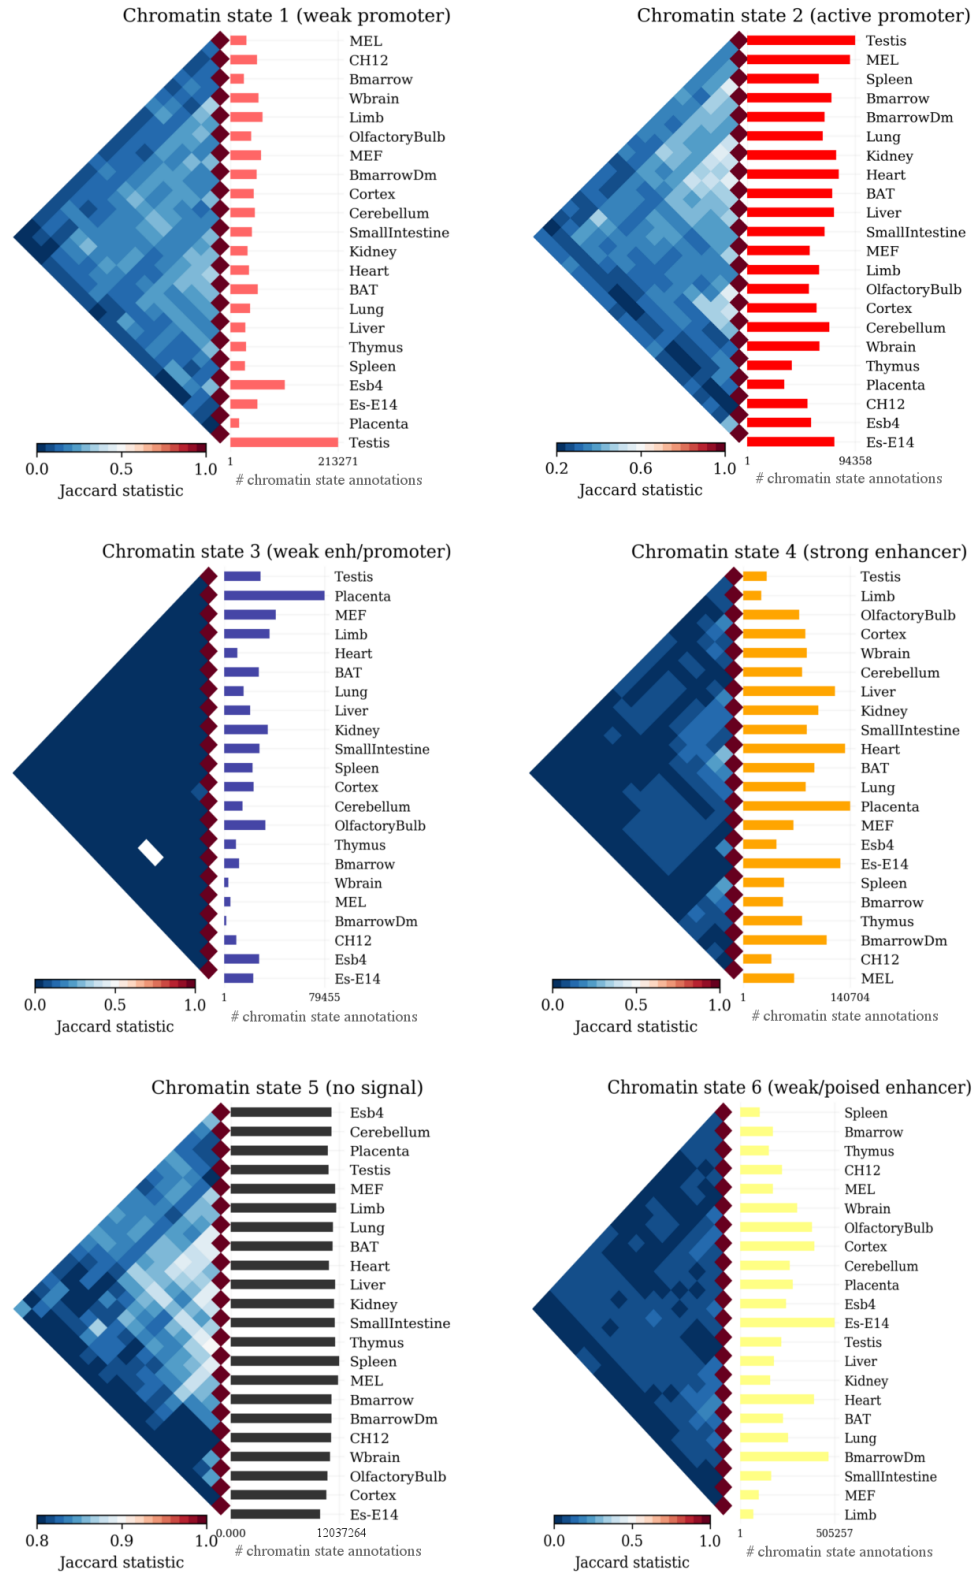 Chromatin state 1 (weak promoter)
MEL
CH12
Bmarrow
Wbrain
Limb
OlfactoryBulb
MEF
BmarrowDm
Cortex
Cerebellum
SmallIntestine
Kidney
Heart
BAT
Lung
Liver
Thymus
Spleen
Esb4
Es-E14
Placenta
Testis
0.0 0.5 1.0
Jaccard statistic
1 213271
# chromatin state annotations
Chromatin state 2 (active promoter)
Testis
MEL
Spleen
Bmarrow
BmarrowDm
Lung
Kidney
Heart
BAT
Liver
SmallIntestine
MEF
Limb
OlfactoryBulb
Cortex
Cerebellum
Wbrain
Thymus
Placenta
CH12
Esb4
Es-E14
0.2 0.6 1.0
Jaccard statistic
1 94358
# chromatin state annotations
Chromatin state 3 (weak enh/promoter)
Testis
Placenta
MEF
Limb
Heart
BAT
Lung
Liver
Kidney
SmallIntestine
Spleen
Cortex
Cerebellum
OlfactoryBulb
Thymus
Bmarrow
Wbrain
MEL
BmarrowDm
CH12
Esb4
Es-E14
0.0 0.5 1.0
Jaccard statistic
1 79455
# chromatin state annotations
Chromatin state 4 (strong enhancer)
Testis
Limb
OlfactoryBulb
Cortex
Wbrain
Cerebellum
Liver
Kidney
SmallIntestine
Heart
BAT
Lung
Placenta
MEF
Esb4
Es-E14
Spleen
Bmarrow
Thymus
BmarrowDm
CH12
MEL
0.0 0.5 1.0
Jaccard statistic
1 140704
# chromatin state annotations
Chromatin state 5 (no signal)
Esb4
Cerebellum
Placenta
Testis
MEF
Limb
Lung
BAT
Heart
Liver
Kidney
SmallIntestine
Thymus
Spleen
MEL
Bmarrow
BmarrowDm
CH12
Wbrain
OlfactoryBulb
Cortex
Es-E14
0.8 0.9 1.0
Jaccard statistic
0.000 12037264
# chromatin state annotations
Chromatin state 6 (weak/poised enhancer)
Spleen
Bmarrow
Thymus
CH12
MEL
Wbrain
OlfactoryBulb
Cortex
Cerebellum
Placenta
Esb4
Es-E14
Testis
Liver
Kidney
Heart
BAT
Lung
BmarrowDm
SmallIntestine
MEF
Limb
0.0 0.5 1.0
Jaccard statistic
1 505257
# chromatin state annotations